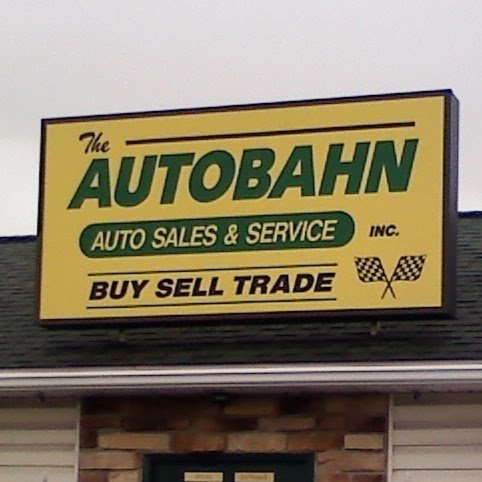 The
AUTOBAHN
AUTO SALES & SERVICE INC.
BUY SELL TRADE